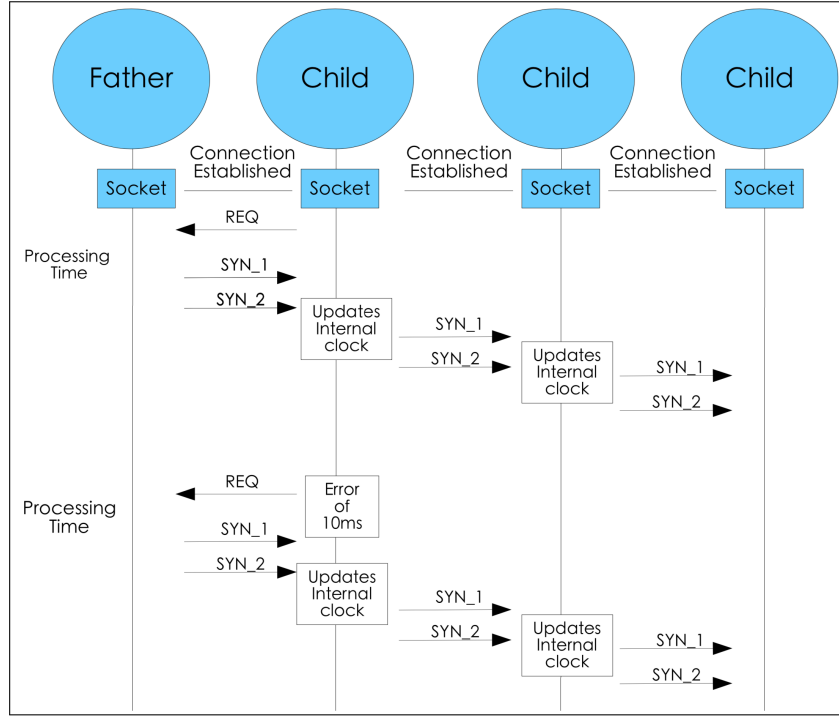 Father
Child
Child
Child
Connection
Established
Connection
Established
Connection
Established
Socket
Socket
Socket
Socket
REQ
Processing
Time
SYN_1
SYN_2
Updates
Internal
clock
SYN_1
SYN_2
Updates
Internal
clock
SYN_1
SYN_2
REQ
Error
of
10ms
Processing
Time
SYN_1
SYN_2
Updates
Internal
clock
SYN_1
SYN_2
Updates
Internal
clock
SYN_1
SYN_2